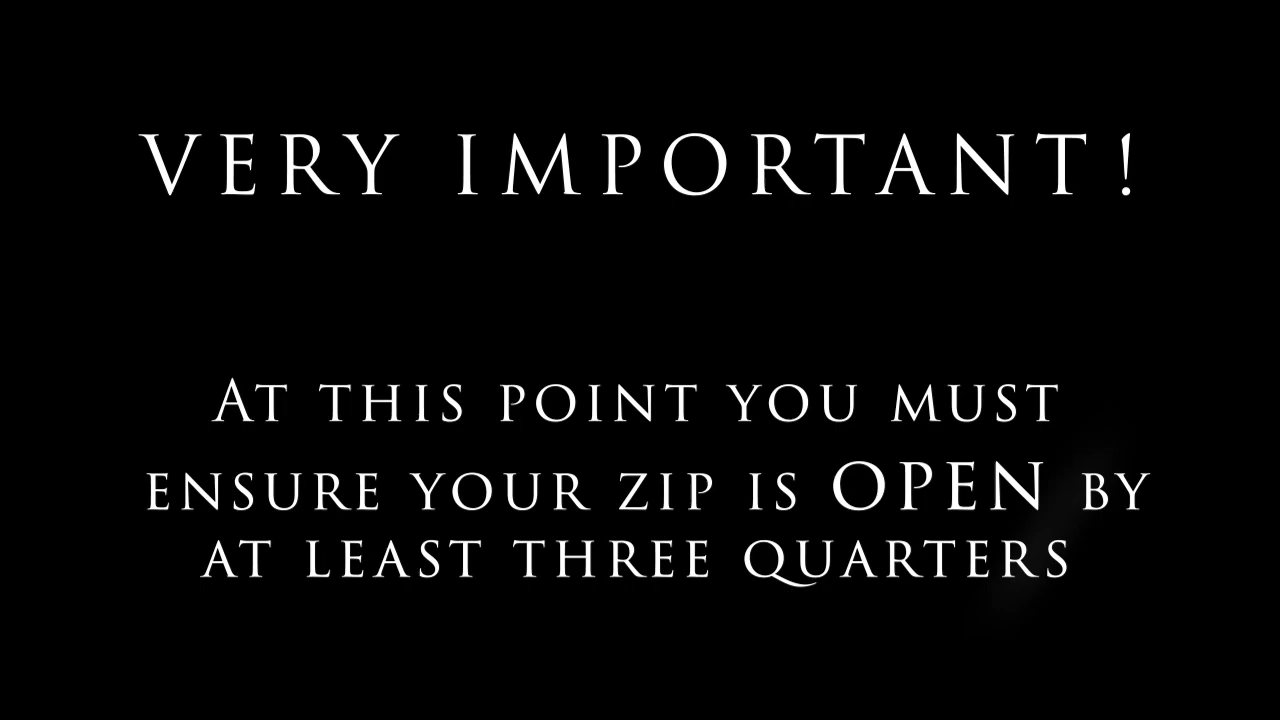 VERY IMPORTANT!
AT THIS POINT YOU MUST
ENSURE YOUR ZIP IS OPEN BY
AT LEAST THREE QUARTERS